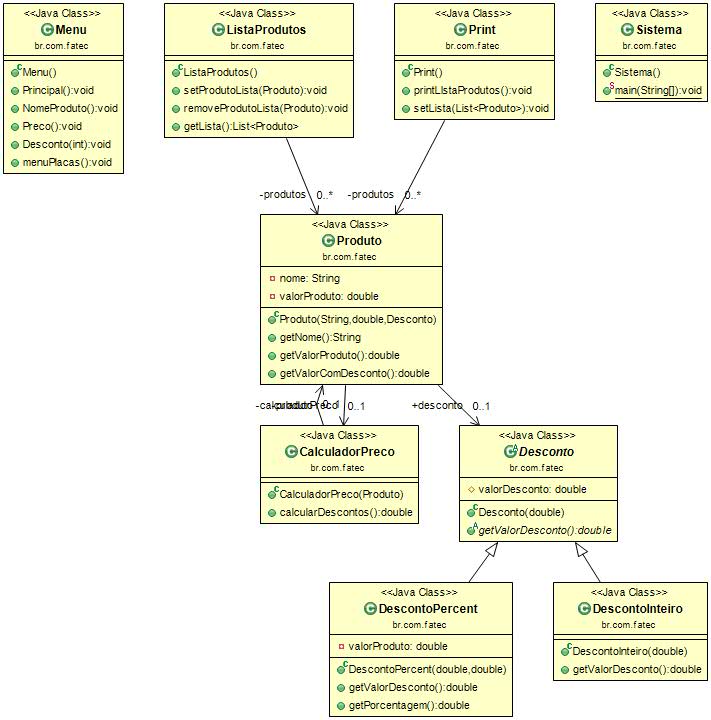 <<Java Class>>
Menu
br.com.fatec
Menu()
Principal():void
NomeProduto():void
Preco():void
Desconto(int):void
menuPlacas():void
<<Java Class>>
ListaProdutos
br.com.fatec
ListaProdutos()
setProdutoLista(Produto):void
removeProdutoLista(Produto):void
getLista():List<Produto>
<<Java Class>>
Print
br.com.fatec
Print()
printLIstaProdutos():void
setLista(List<Produto>):void
<<Java Class>>
Sistema
br.com.fatec
Sistema()
main(String[]):void
-produtos 0..*
-produtos 0..*
<<Java Class>>
Produto
br.com.fatec
nome: String
valorProduto: double
Produto(String,double,Desconto)
getNome():String
getValorProduto():double
getValorComDesconto():double
0..1
+desconto 0..1
<<Java Class>>
CalculadorPreco
br.com.fatec
CalculadorPreco(Produto)
calcularDescontos():double
<<Java Class>>
Desconto
br.com.fatec
valorDesconto: double
Desconto(double)
getValorDesconto():double
<<Java Class>>
DescontoPercent
br.com.fatec
valorProduto: double
DescontoPercent(double,double)
getValorDesconto():double
getPorcentagem():double
<<Java Class>>
DescontoInteiro
br.com.fatec
DescontoInteiro(double)
getValorDesconto():double